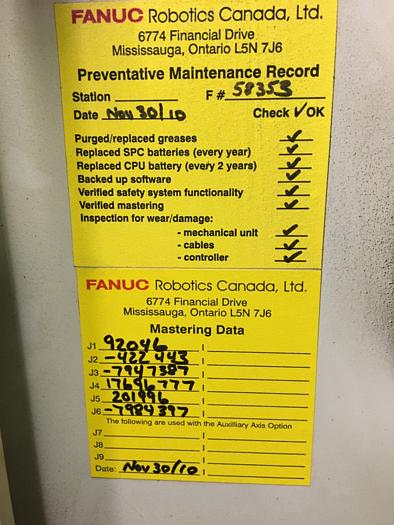 FANUC Robotics Canada, Ltd.
6774 Financial Drive
Mississauga, Ontario L5N 7J6
Preventative Maintenance Record
Station F # 58353
Date Nov 30/10 Check ✓OK
Purged/replaced greases ✓
Replaced SPC batteries (every year) ✓
Replaced CPU battery (every 2 years) ✓
Backed up software ✓
Verified safety system functionality ✓
Verified mastering ✓
Inspection for wear/damage:
- mechanical unit ✓
- cables ✓
- controller ✓
FANUC Robotics Canada, Ltd.
6774 Financial Drive
Mississauga, Ontario L5N 7J6
Mastering Data
J1 92046
J2 -422443
J3 -7947387
J4 17696777
J5 201996
J6 -7984397
The following are used with the Auxilliary Axis Option
J7
J8
J9
Date: Nov 30/10